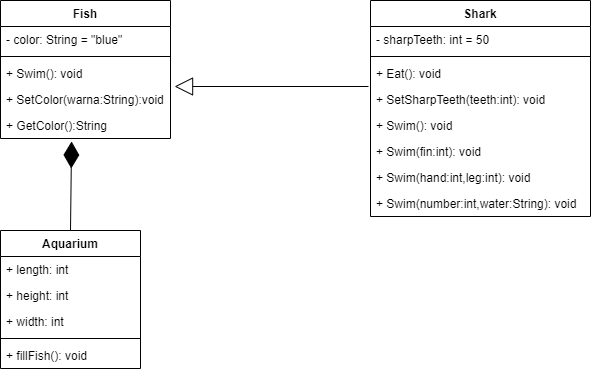 Fish
- color: String = "blue"
+ Swim(): void
+ SetColor(warna:String):void
+ GetColor():String
Shark
- sharpTeeth: int = 50
+ Eat(): void
+ SetSharpTeeth(teeth:int): void
+ Swim(): void
+ Swim(fin:int): void
+ Swim(hand:int,leg:int): void
+ Swim(number:int,water:String): void
Aquarium
+ length: int
+ height: int
+ width: int
+ fillFish(): void